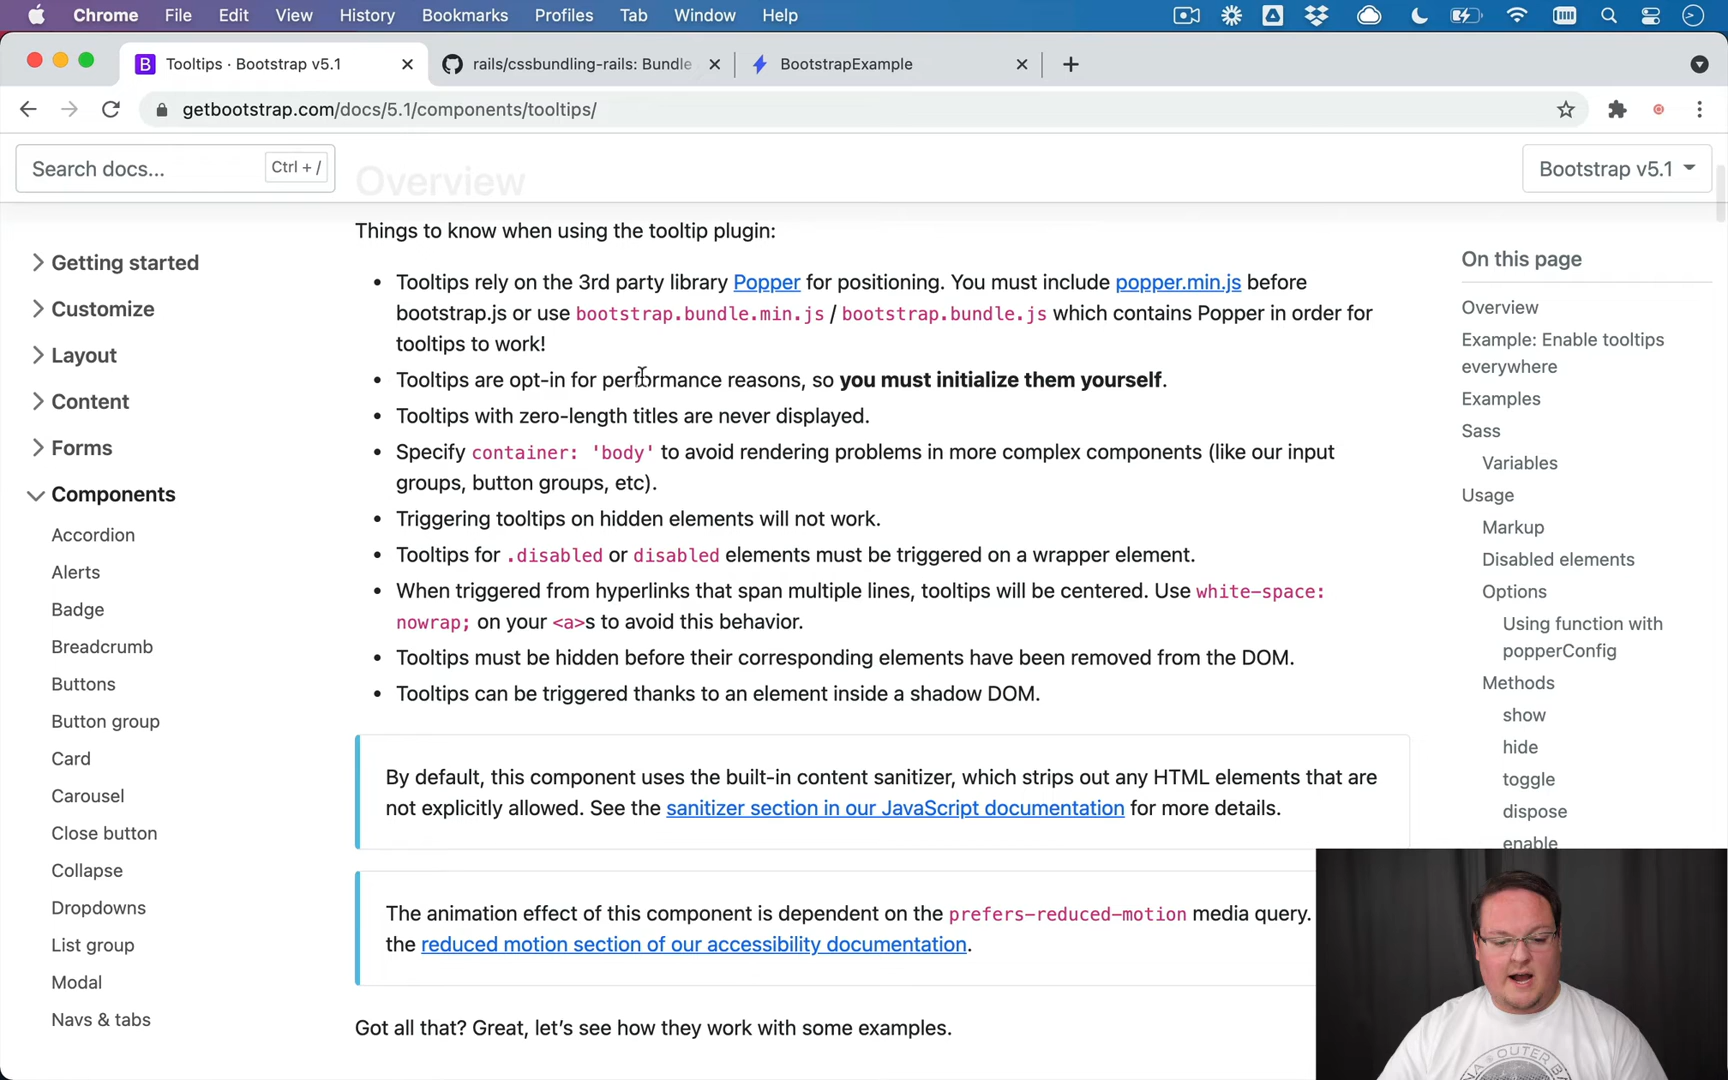 Chrome File Edit View History Bookmarks Profiles Tab Window Help
Tooltips · Bootstrap v5.1
rails/cssbundling-rails: Bundle
BootstrapExample
getbootstrap.com/docs/5.1/components/tooltips/
Search docs... Ctrl + /
Bootstrap v5.1
Getting started
Customize
Layout
Content
Forms
Components
Accordion
Alerts
Badge
Breadcrumb
Buttons
Button group
Card
Carousel
Close button
Collapse
Dropdowns
List group
Modal
Navs & tabs
Overview
Things to know when using the tooltip plugin:
• Tooltips rely on the 3rd party library Popper for positioning. You must include popper.min.js before
bootstrap.js or use bootstrap.bundle.min.js / bootstrap.bundle.js which contains Popper in order for
tooltips to work!
• Tooltips are opt-in for performance reasons, so you must initialize them yourself.
• Tooltips with zero-length titles are never displayed.
• Specify container: 'body' to avoid rendering problems in more complex components (like our input
groups, button groups, etc).
• Triggering tooltips on hidden elements will not work.
• Tooltips for .disabled or disabled elements must be triggered on a wrapper element.
• When triggered from hyperlinks that span multiple lines, tooltips will be centered. Use white-space:
nowrap; on your <a>s to avoid this behavior.
• Tooltips must be hidden before their corresponding elements have been removed from the DOM.
• Tooltips can be triggered thanks to an element inside a shadow DOM.
By default, this component uses the built-in content sanitizer, which strips out any HTML elements that are
not explicitly allowed. See the sanitizer section in our JavaScript documentation for more details.
The animation effect of this component is dependent on the prefers-reduced-motion media query.
the reduced motion section of our accessibility documentation.
Got all that? Great, let's see how they work with some examples.
On this page
Overview
Example: Enable tooltips
everywhere
Examples
Sass
Variables
Usage
Markup
Disabled elements
Options
Using function with
popperConfig
Methods
show
hide
toggle
dispose
enable